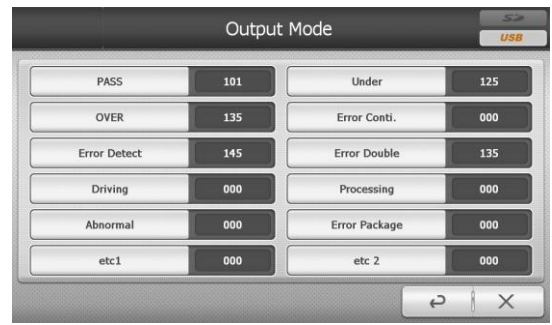 Output Mode
SD
USB
PASS 101 Under 125
OVER 135 Error Conti. 000
Error Detect 145 Error Double 135
Driving 000 Processing 000
Abnormal 000 Error Package 000
etc1 000 etc 2 000